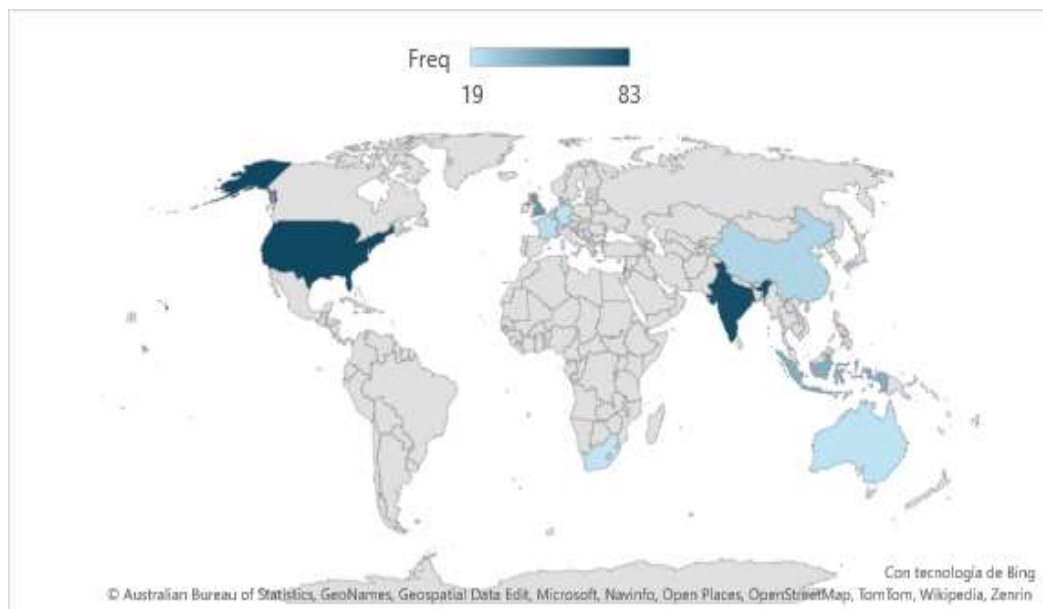 Freq
19 83
Con tecnología de Bing
© Australian Bureau of Statistics, GeoNames, Geospatial Data Edit, Microsoft, Navinfo, Open Places, OpenStreetMap, TomTom, Wikipedia, Zenrin